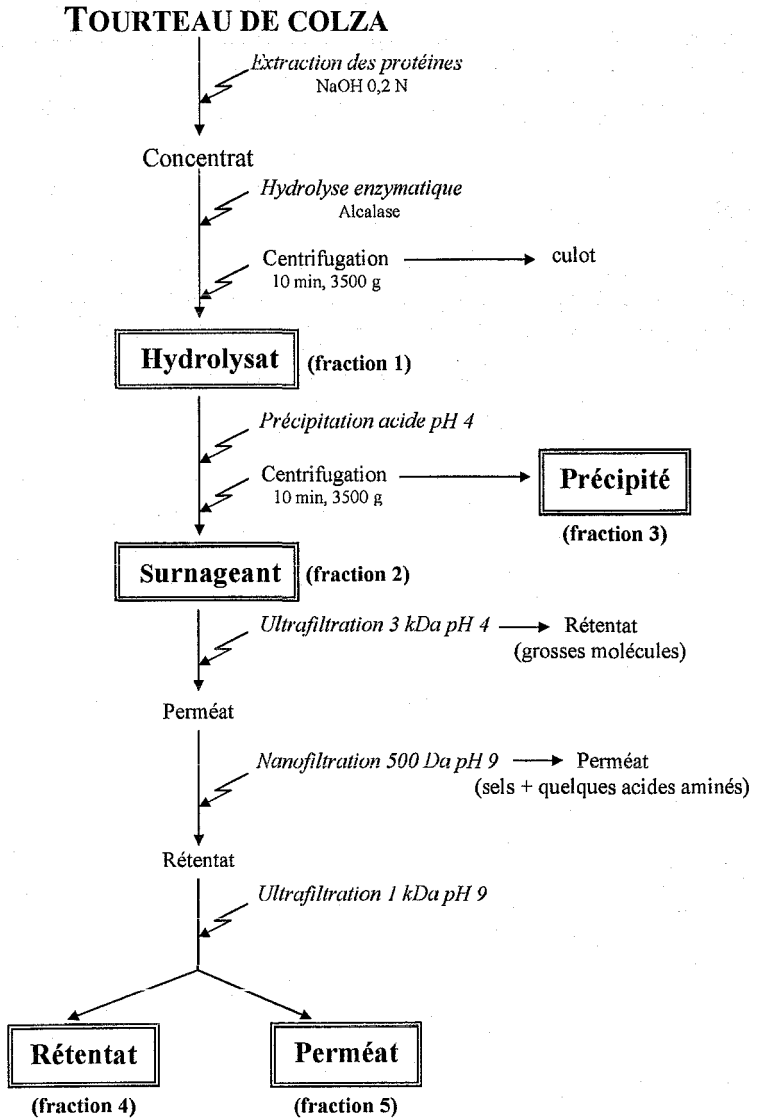 TOURTEAU DE COLZA
Extraction des protéines
NaOH 0,2 N
Concentrat
Hydrolyse enzymatique
Alcalase
Centrifugation
culot
10 min, 3500 g
Hydrolysat
(fraction 1)
Précipitation acide pH 4
Centrifugation
10 min, 3500 g
Précipité
(fraction 3)
Surnageant
(fraction 2)
Ultrafiltration 3 kDa pH 4
Rétentat
(grosses molécules)
Perméat
Nanofiltration 500 Da pH 9
Perméat
(sels + quelques acides aminés)
Rétentat
Ultrafiltration 1 kDa pH 9
Rétentat
Perméat
(fraction 4)
(fraction 5)